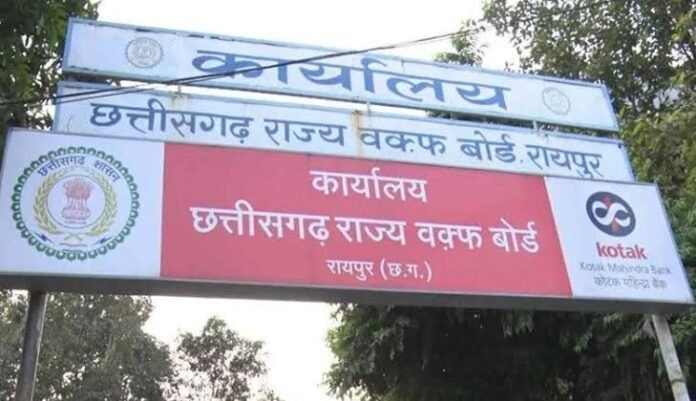 कार्यालय
छत्तीसगढ़ राज्य वक़्फ बोर्ड, रायपुर
छत्तीसगढ़ शासन
कार्यालय
छत्तीसगढ़ राज्य वक़्फ बोर्ड
रायपुर (छ.ग.)
kotak
Kotak Mahindra Bank
कोटक महिन्द्रा बैंक